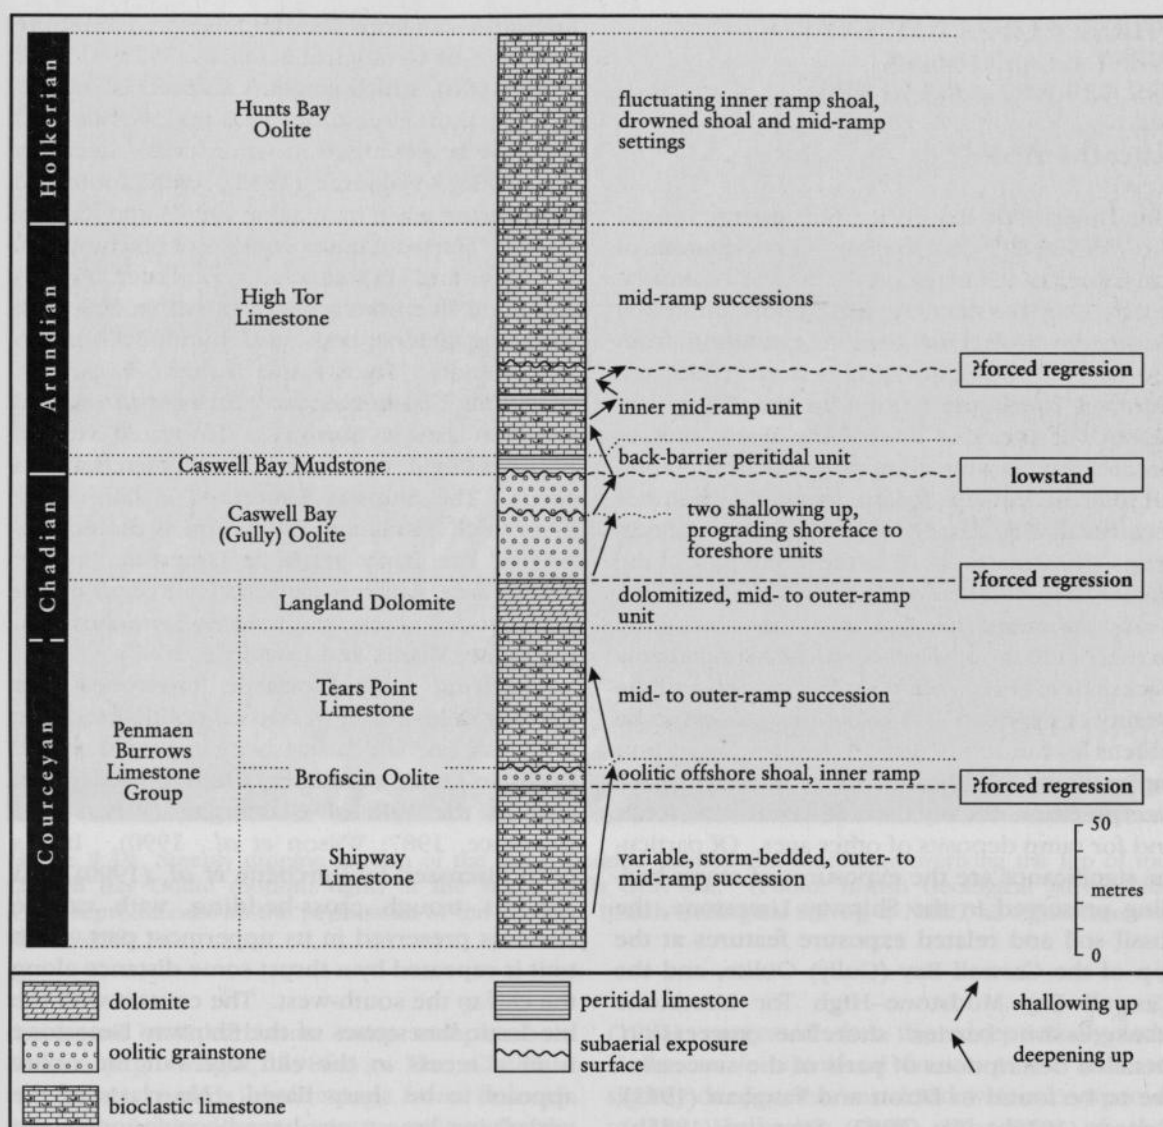 Holkerian
Hunts Bay
Oolite
fluctuating inner ramp shoal,
drowned shoal and mid-ramp
settings
Arundian
High Tor
Limestone
mid-ramp successions
?forced regression
inner mid-ramp unit
Caswell Bay Mudstone
back-barrier peritidal unit
lowstand
Chadian
Caswell Bay
(Gully) Oolite
two shallowing up,
prograding shoreface to
foreshore units
?forced regression
Langland Dolomite
dolomitized, mid- to outer-ramp
unit
Courceyan
Penmaen
Burrows
Limestone
Group
Tears Point
Limestone
mid- to outer-ramp succession
Brofiscin Oolite
oolitic offshore shoal, inner ramp
?forced regression
Shipway
Limestone
variable, storm-bedded, outer- to
mid-ramp succession
50
metres
0
dolomite
oolitic grainstone
bioclastic limestone
peritidal limestone
subaerial exposure
surface
shallowing up
deepening up